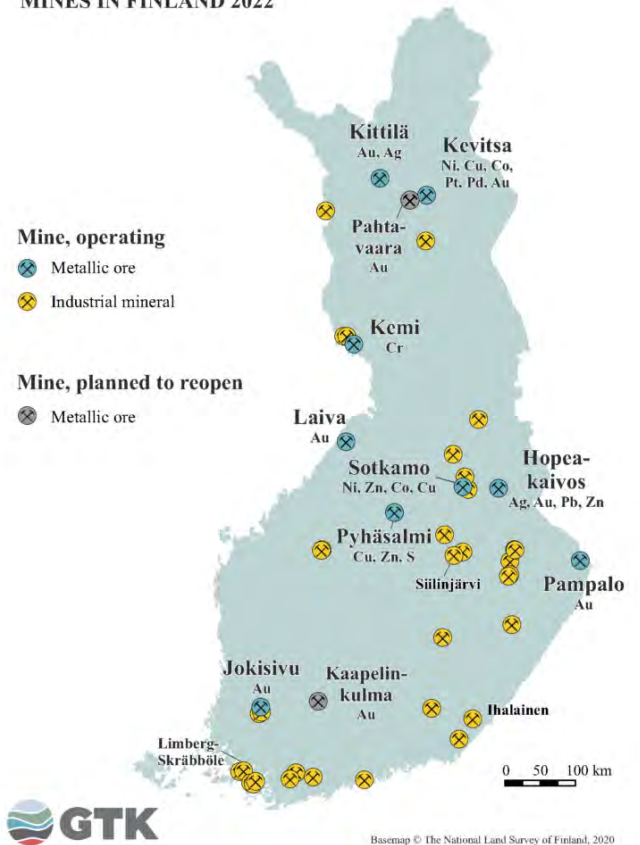 MINES IN FINLAND 2022
Kittilä
Au, Ag
Kevitsa
Ni, Cu, Co,
Pt, Pd, Au
Pahta-
vaara
Au
Mine, operating
Metallic ore
Industrial mineral
Kemi
Cr
Mine, planned to reopen
Metallic ore
Laiva
Au
Sotkamo
Ni, Zn, Co, Cu
Hopea-
kaivos
Ag, Au, Pb, Zn
Pyhäsalmi
Cu, Zn, S
Siilinjärvi
Pampalo
Au
Jokisivu
Au
Kaapelin-
kulma
Au
Ihalainen
Limberg-
Skräbböle
0 50 100 km
GTK
Basemap © The National Land Survey of Finland, 2020